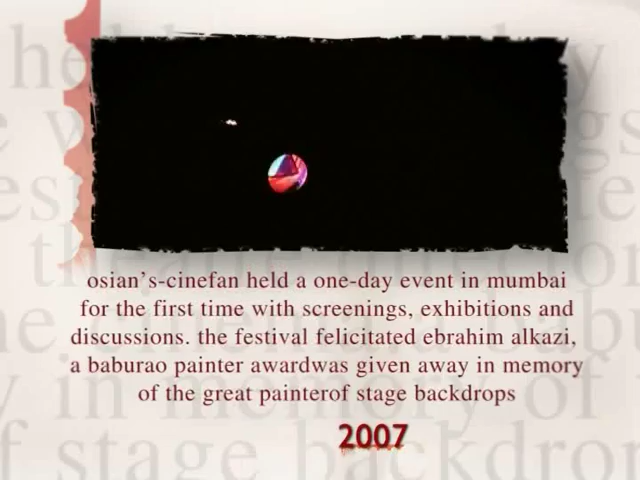 osian's-cinefan held a one-day event in mumbai
for the first time with screenings, exhibitions and
discussions. the festival felicitated ebrahim alkazi,
a baburao painter awardwas given away in memory
of the great painterof stage backdrops
2007